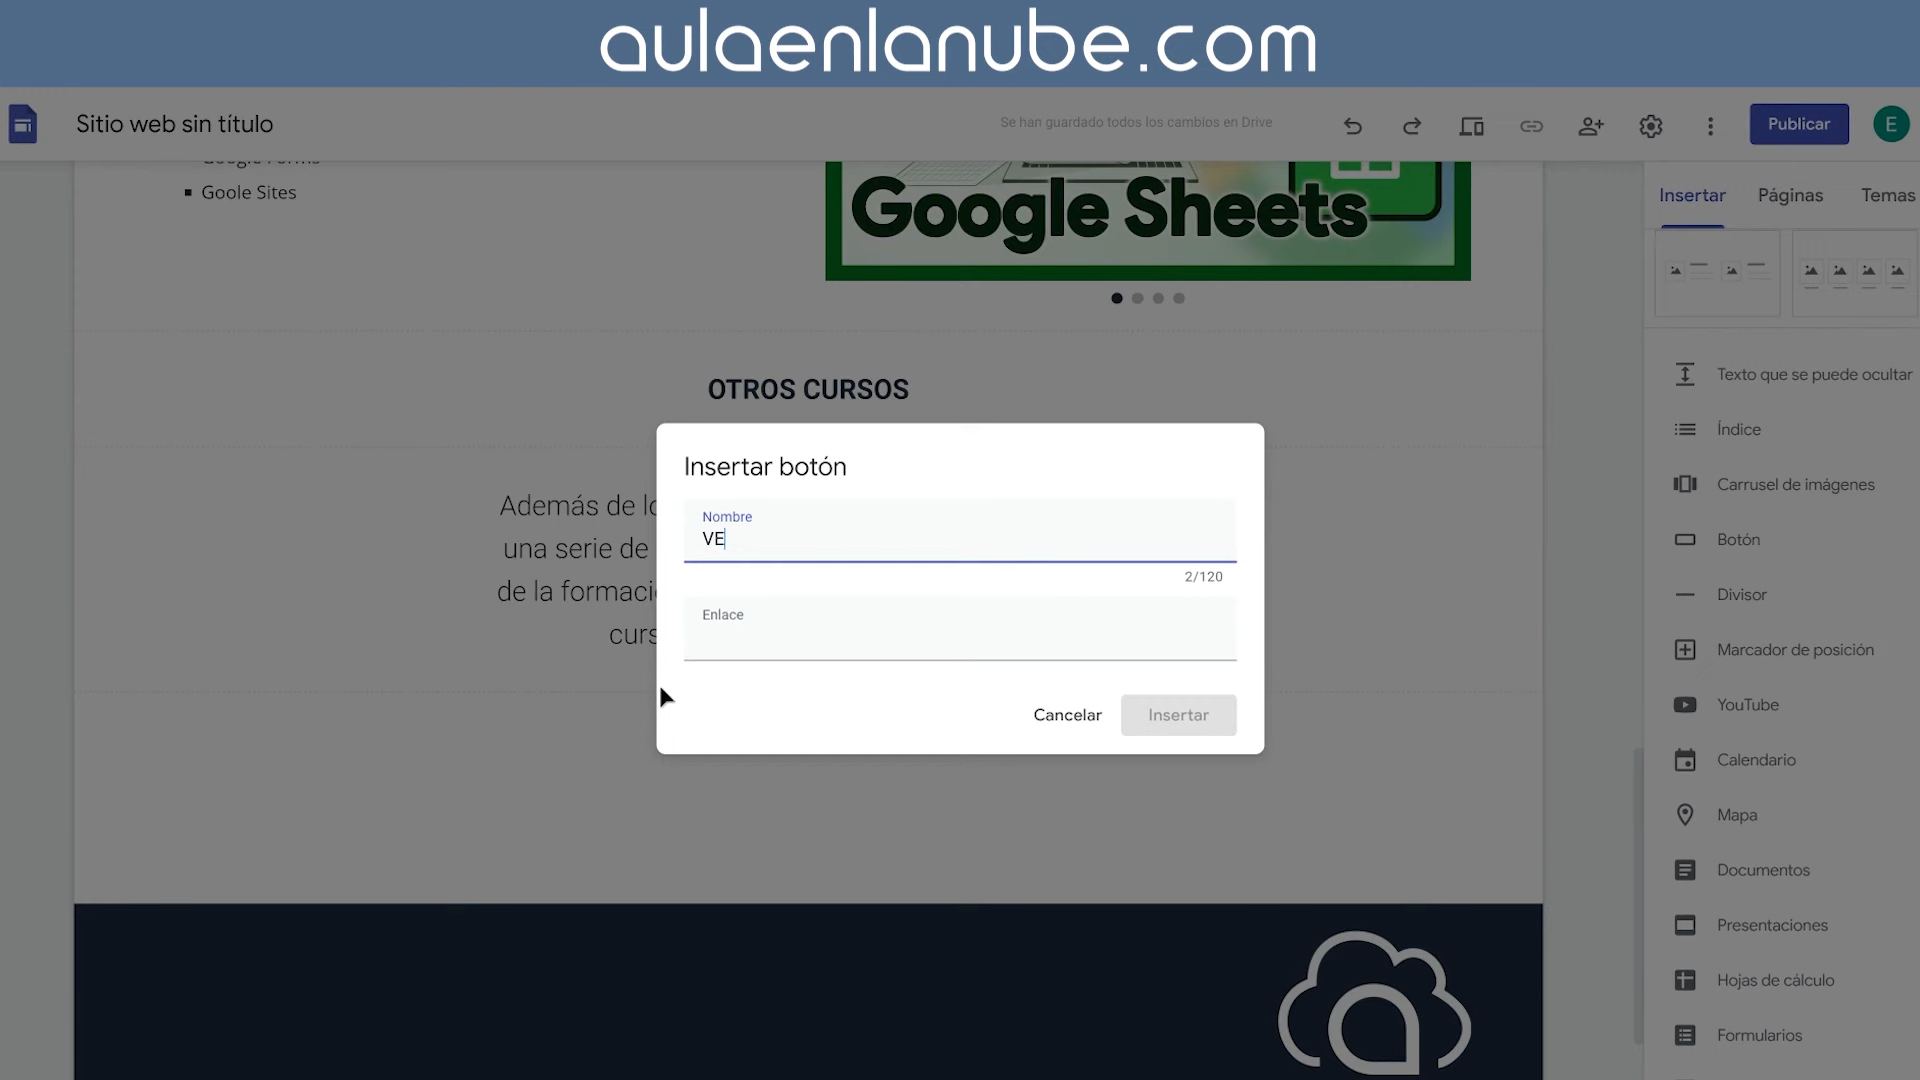 aulaenlanube.com
Sitio web sin título
Se han guardado todos los cambios en Drive
Publicar
E
Google Forms
Goole Sites
Google Sheets
Insertar
Páginas
Temas
OTROS CURSOS
Además de
una serie de
de la
Insertar botón
Nombre
VE
2/120
Enlace
Cancelar
Insertar
Texto que se puede ocultar
Índice
Carrusel de imágenes
Botón
Divisor
Marcador de posición
YouTube
Calendario
Mapa
Documentos
Presentaciones
Hojas de cálculo
Formularios